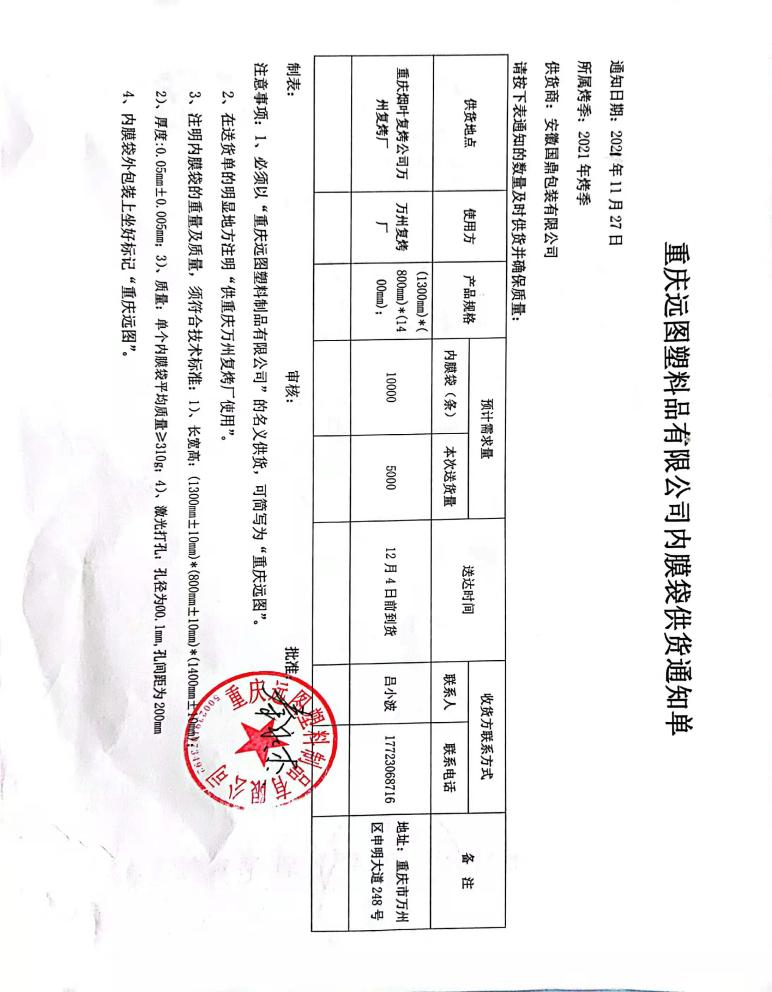 重庆远图塑料品有限公司内膜袋供货通知单
通知日期：2021 年 11 月 27 日
所属烤季：2021 年烤季
供货商：安徽国鼎包装有限公司
请按下表通知的数量及时供货并确保质量：
供货地点 使用方 产品规格 预计需求量 送达时间 收货方联系方式 备 注
内膜袋（条） 本次送货量 联系人 联系电话
重庆烟叶复烤公司万
州复烤厂
万州复烤
厂
(1300mm)*(
800mm)*(14
00mm)；
10000
5000
12 月 4 日前到货
吕小波
17723068716
地址：重庆市万州
区申明大道 248 号
制表： 审核： 批准：
注意事项：1、必须以“重庆远图塑料制品有限公司”的名义供货，可简写为“重庆远图”。
2、在送货单的明显地方注明“供重庆万州复烤厂使用”。
3、注明内膜袋的重量及质量，须符合技术标准：1)、长宽高：(1300mm±10mm)*(800mm±10mm)*(1400mm±10mm)；
2)、厚度:0.05mm±0.005mm；3)、质量：单个内膜袋平均质量≥310g；4)、激光打孔：孔径为00.1mm,孔间距为 200mm
4、内膜袋外包装上坐好标记“重庆远图”。
重庆远图塑料制品有限公司